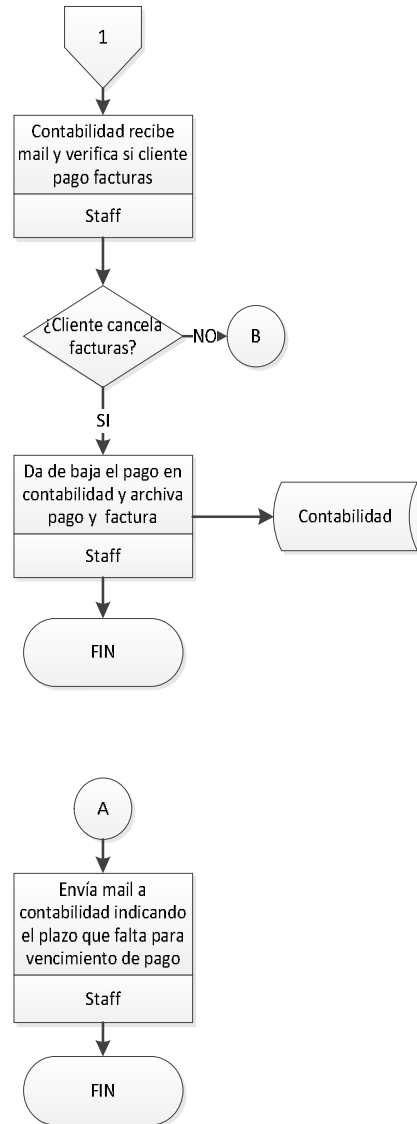 1
Contabilidad recibe
mail y verifica si cliente
pago facturas
Staff
¿Cliente cancela
facturas?
NO
B
SI
Da de baja el pago en
contabilidad y archiva
pago y factura
Staff
Contabilidad
FIN
A
Envía mail a
contabilidad indicando
el plazo que falta para
vencimiento de pago
Staff
FIN